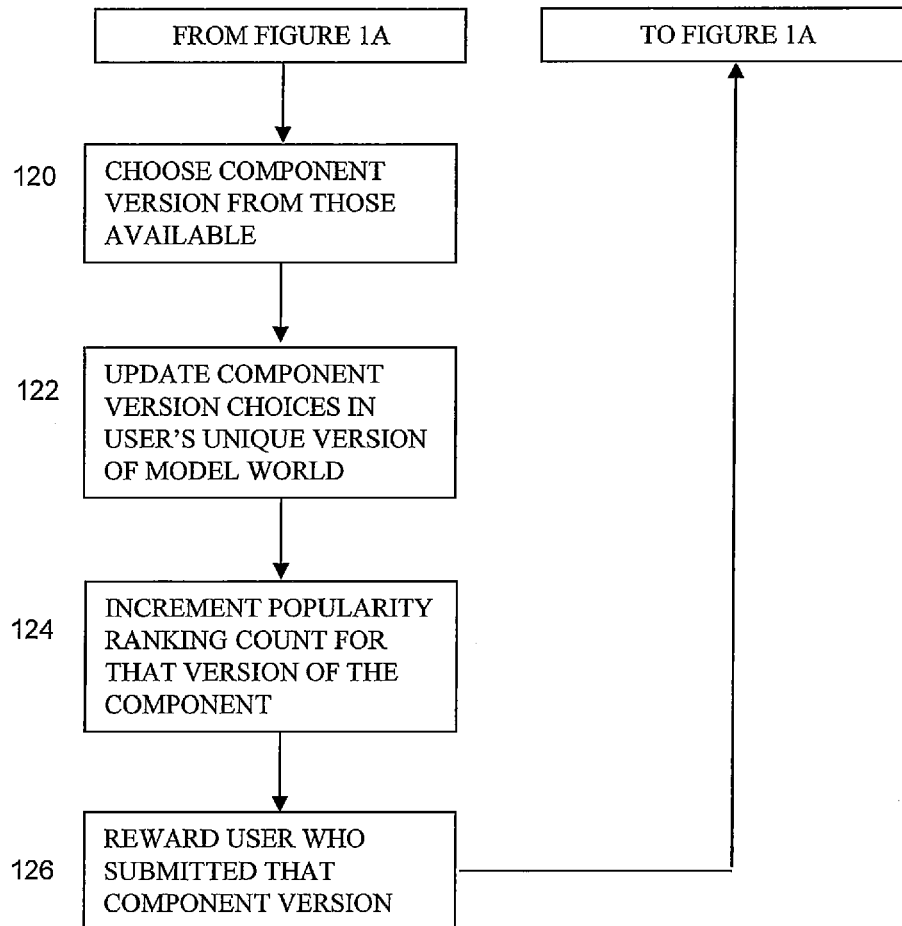 FROM FIGURE 1A
TO FIGURE 1A
120
CHOOSE COMPONENT
VERSION FROM THOSE
AVAILABLE
122
UPDATE COMPONENT
VERSION CHOICES IN
USER'S UNIQUE VERSION
OF MODEL WORLD
124
INCREMENT POPULARITY
RANKING COUNT FOR
THAT VERSION OF THE
COMPONENT
126
REWARD USER WHO
SUBMITTED THAT
COMPONENT VERSION